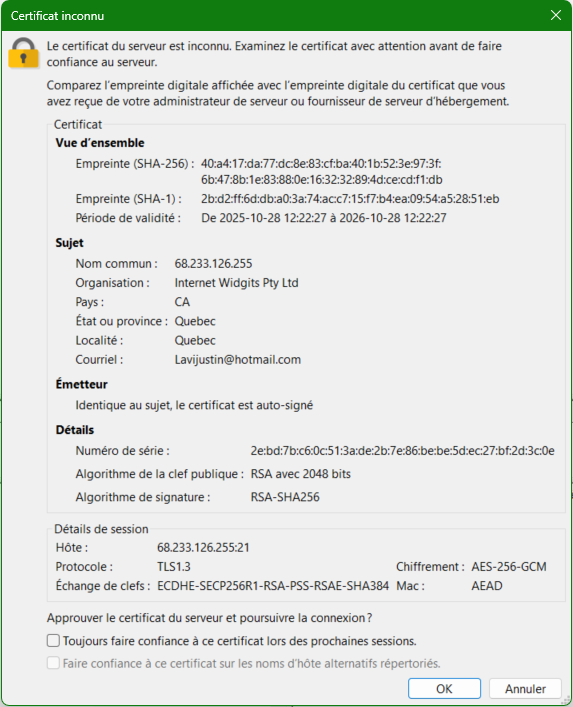 Certificat inconnu
Le certificat du serveur est inconnu. Examinez le certificat avec attention avant de faire
confiance au serveur.
Comparez l'empreinte digitale affichée avec l'empreinte digitale du certificat que vous
avez reçue de votre administrateur de serveur ou fournisseur de serveur d'hébergement.
Certificat
Vue d'ensemble
Empreinte (SHA-256) : 40:a4:17:da:77:dc:8e:83:cf:ba:40:1b:52:3e:97:3f:
6b:47:8b:1e:83:88:0e:16:32:32:89:4d:ce:cd:f1:db
Empreinte (SHA-1) : 2b:d2:ff:6d:db:a0:3a:74:ac:c7:15:f7:b4:ea:09:54:a5:28:51:eb
Période de validité : De 2025-10-28 12:22:27 à 2026-10-28 12:22:27
Sujet
Nom commun : 68.233.126.255
Organisation : Internet Widgits Pty Ltd
Pays : CA
État ou province : Quebec
Localité : Quebec
Courriel : Lavijustin@hotmail.com
Émetteur
Identique au sujet, le certificat est auto-signé
Détails
Numéro de série : 2e:bd:7b:c6:0c:51:3a:de:2b:7e:86:be:be:5d:ec:27:bf:2d:3c:0e
Algorithme de la clef publique : RSA avec 2048 bits
Algorithme de signature : RSA-SHA256
Détails de session
Hôte : 68.233.126.255:21
Protocole : TLS1.3 Chiffrement : AES-256-GCM
Échange de clefs : ECDHE-SECP256R1-RSA-PSS-RSAE-SHA384 Mac : AEAD
Approuver le certificat du serveur et poursuivre la connexion ?
Toujours faire confiance à ce certificat lors des prochaines sessions.
Faire confiance à ce certificat sur les noms d'hôte alternatifs répertoriés.
OK Annuler